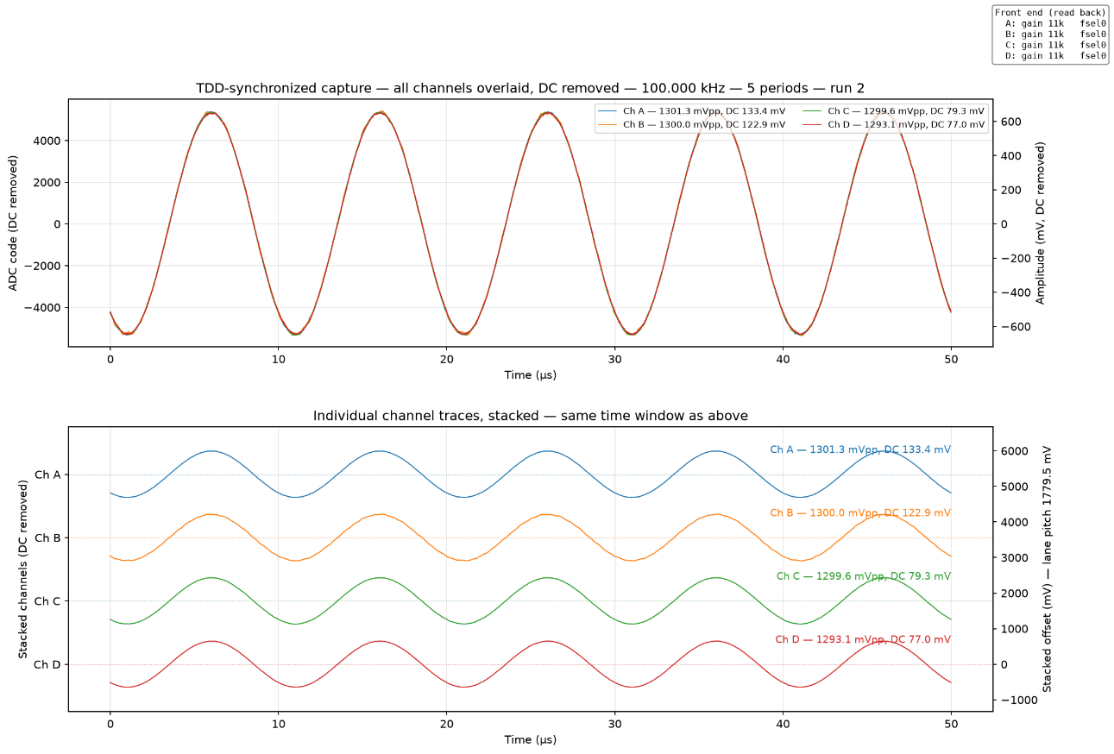 Front end (read back)
A: gain 11k fsel0
B: gain 11k fsel0
C: gain 11k fsel0
D: gain 11k fsel0
TDD-synchronized capture — all channels overlaid, DC removed — 100.000 kHz — 5 periods — run 2
Ch A — 1301.3 mVpp, DC 133.4 mV
Ch B — 1300.0 mVpp, DC 122.9 mV
Ch C — 1299.6 mVpp, DC 79.3 mV
Ch D — 1293.1 mVpp, DC 77.0 mV
ADC code (DC removed)
4000
2000
0
−2000
−4000
600
400
200
0
−200
−400
−600
Amplitude (mV, DC removed)
0
10
20
30
40
50
Time (µs)
Individual channel traces, stacked — same time window as above
Stacked channels (DC removed)
Ch A
Ch B
Ch C
Ch D
Ch A — 1301.3 mVpp, DC 133.4 mV
Ch B — 1300.0 mVpp, DC 122.9 mV
Ch C — 1299.6 mVpp, DC 79.3 mV
Ch D — 1293.1 mVpp, DC 77.0 mV
6000
5000
4000
3000
2000
1000
0
−1000
Stacked offset (mV) — lane pitch 1779.5 mV
0
10
20
30
40
50
Time (µs)